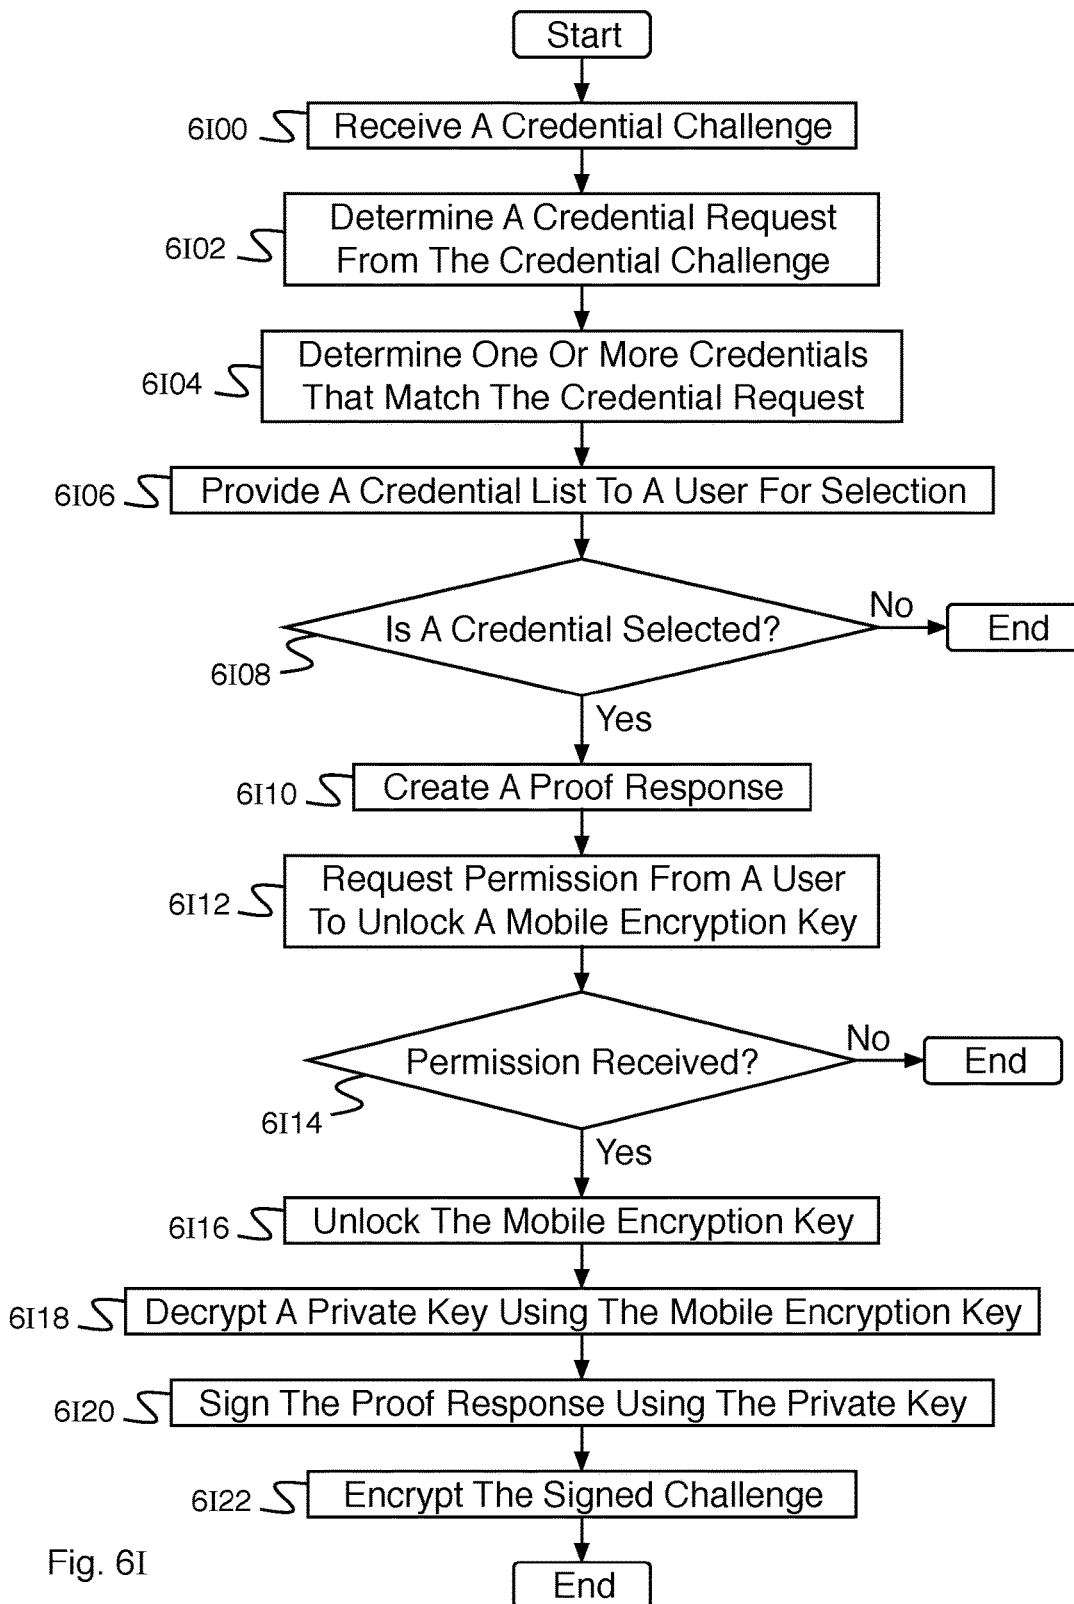 Start
6I00
Receive A Credential Challenge
6I02
Determine A Credential Request
From The Credential Challenge
6I04
Determine One Or More Credentials
That Match The Credential Request
6I06
Provide A Credential List To A User For Selection
Is A Credential Selected?
No
End
6I08
Yes
6I10
Create A Proof Response
6I12
Request Permission From A User
To Unlock A Mobile Encryption Key
Permission Received?
No
End
6I14
Yes
6I16
Unlock The Mobile Encryption Key
6I18
Decrypt A Private Key Using The Mobile Encryption Key
6I20
Sign The Proof Response Using The Private Key
6I22
Encrypt The Signed Challenge
Fig. 6I
End